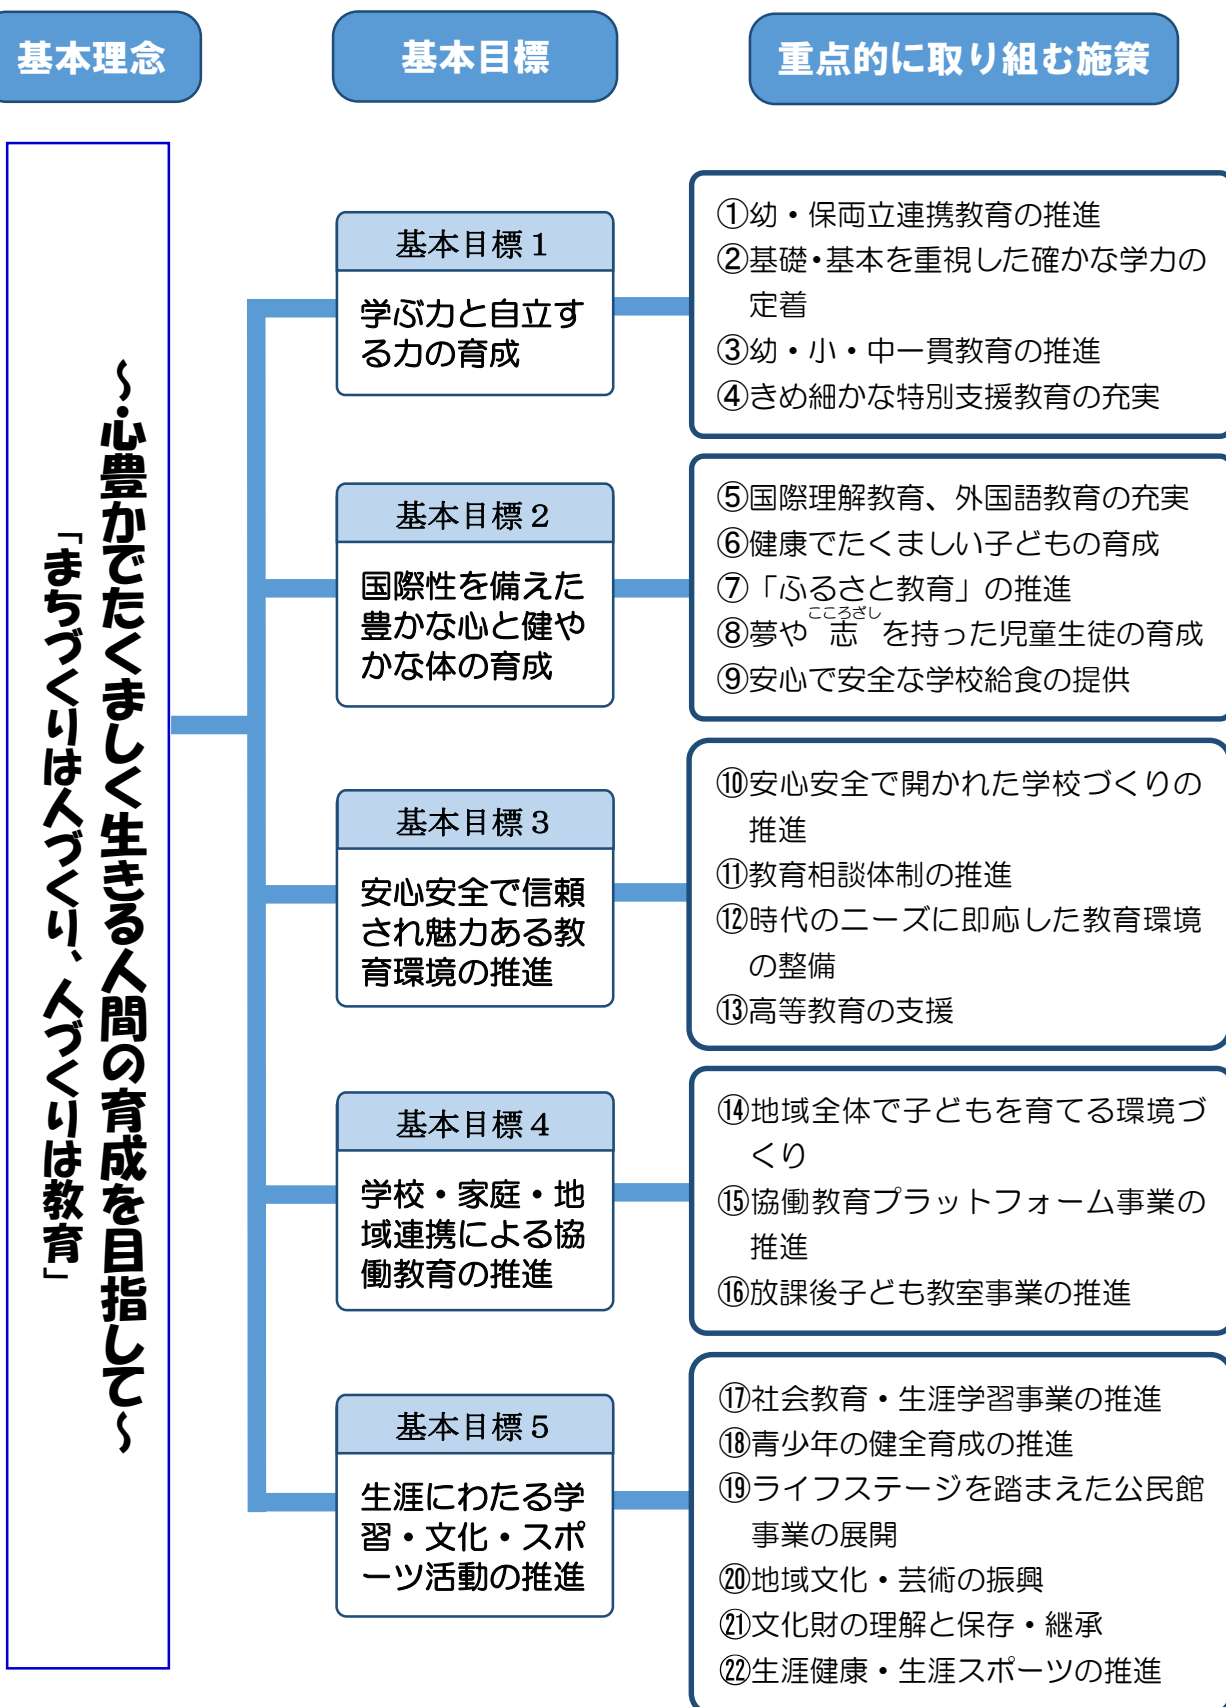 基本理念
基本目標
重点的に取り組む施策
～心豊かでたくましく生きる人間の育成を目指して～
「まちづくりは人づくり、人づくりは教育」
基本目標１
学ぶ力と自立す
る力の育成
①幼・保両立連携教育の推進
②基礎・基本を重視した確かな学力の
定着
③幼・小・中一貫教育の推進
④きめ細かな特別支援教育の充実
基本目標２
国際性を備えた
豊かな心と健や
かな体の育成
⑤国際理解教育、外国語教育の充実
⑥健康でたくましい子どもの育成
⑦「ふるさと教育」の推進
こころざし
⑧夢や志を持った児童生徒の育成
⑨安心で安全な学校給食の提供
基本目標３
安心安全で信頼
され魅力ある教
育環境の推進
⑩安心安全で開かれた学校づくりの
推進
⑪教育相談体制の推進
⑫時代のニーズに即応した教育環境
の整備
⑬高等教育の支援
基本目標４
学校・家庭・地
域連携による協
働教育の推進
⑭地域全体で子どもを育てる環境づ
くり
⑮協働教育プラットフォーム事業の
推進
⑯放課後子ども教室事業の推進
基本目標５
生涯にわたる学
習・文化・スポ
ーツ活動の推進
⑰社会教育・生涯学習事業の推進
⑱青少年の健全育成の推進
⑲ライフステージを踏まえた公民館
事業の展開
⑳地域文化・芸術の振興
㉑文化財の理解と保存・継承
㉒生涯健康・生涯スポーツの推進